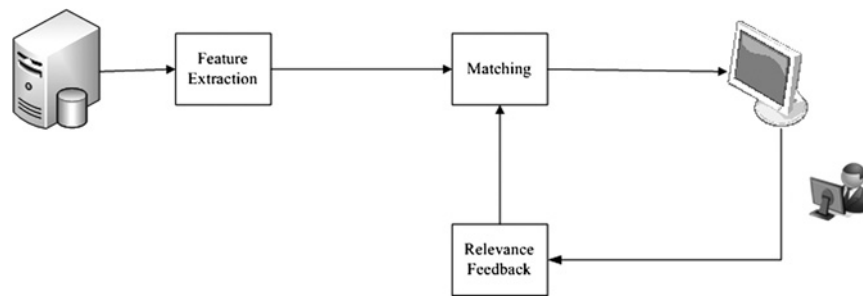 Feature
Extraction
Matching
Relevance
Feedback